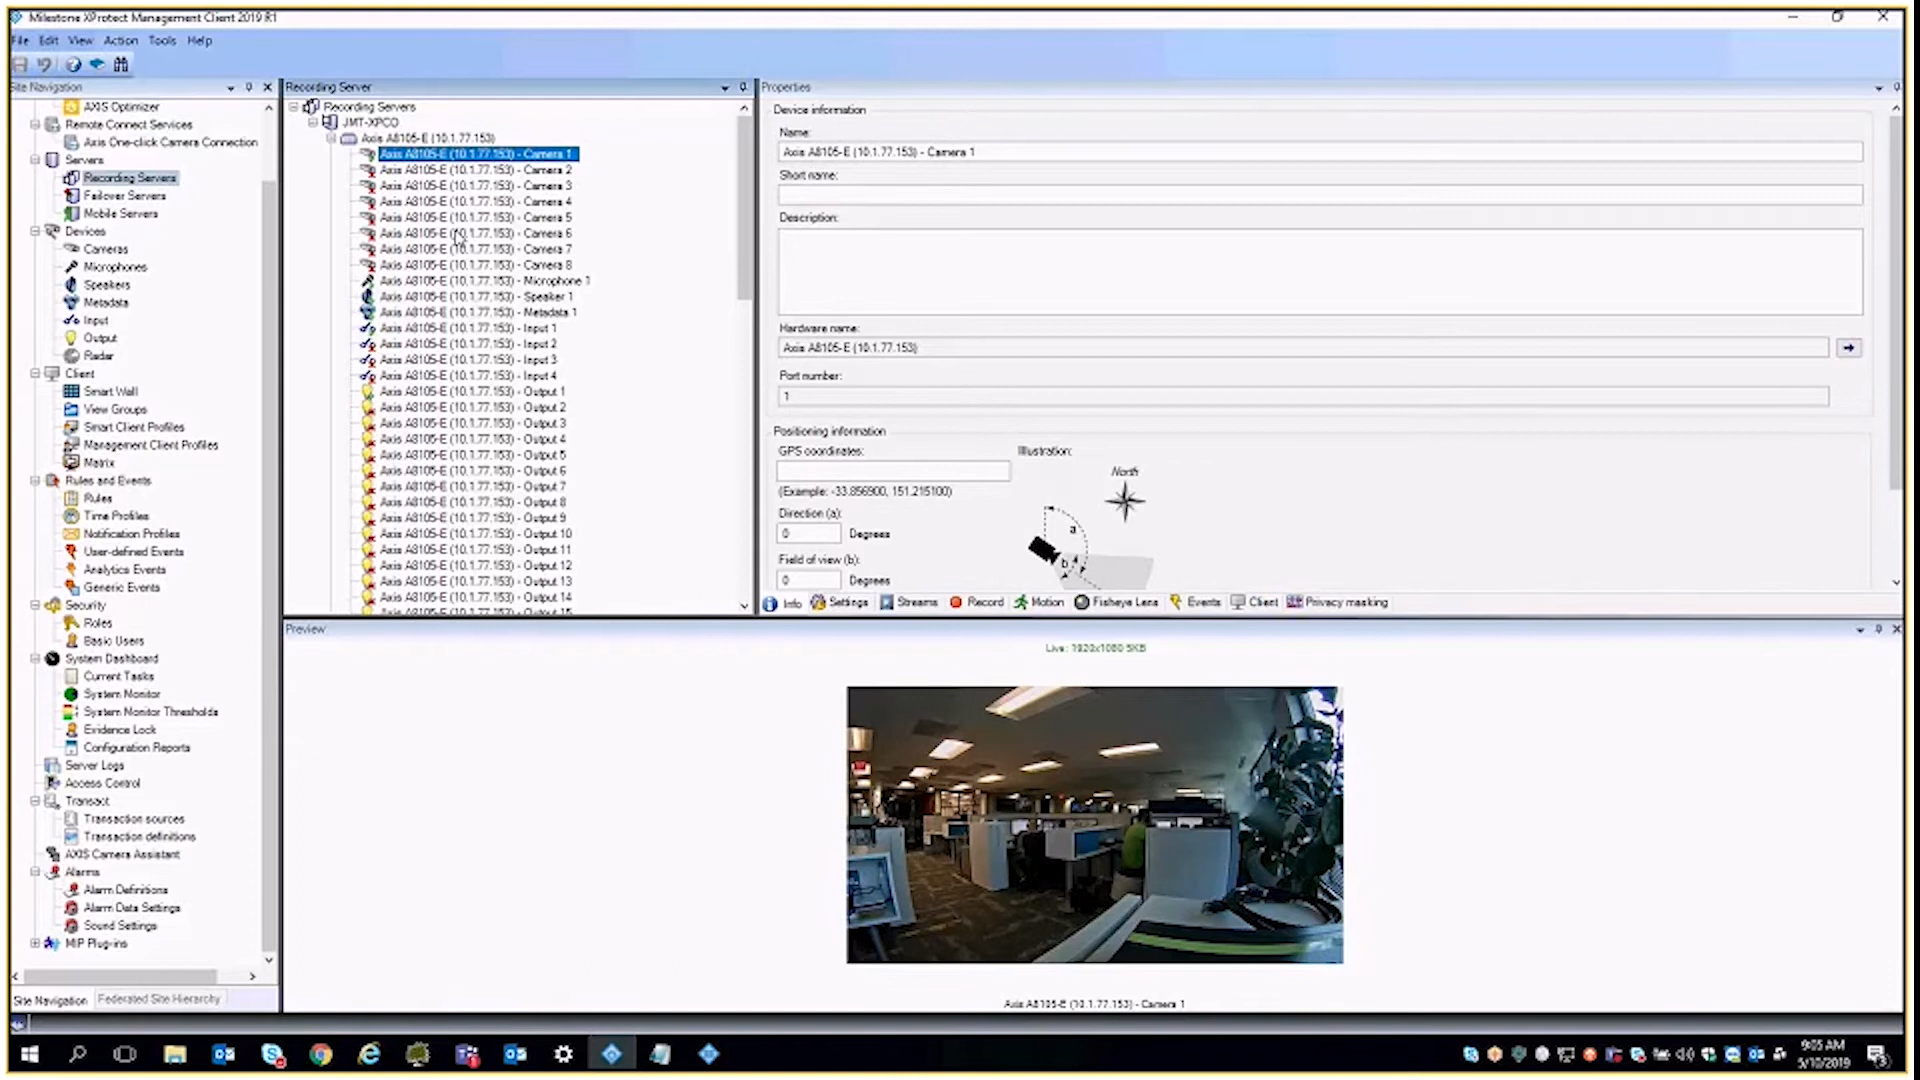 Milestone XProtect Management Client 2019 R1
File Edit View Action Tools Help
Site Navigation
AXIS Optimizer
Remote Connect Services
Axis One-click Camera Connection
Servers
Recording Servers
Failover Servers
Mobile Servers
Devices
Cameras
Microphones
Speakers
Metadata
Input
Output
Radar
Client
Smart Wall
View Groups
Smart Client Profiles
Management Client Profiles
Matrix
Rules and Events
Rules
Time Profiles
Notification Profiles
User-defined Events
Analytics Events
Generic Events
Security
Roles
Basic Users
System Dashboard
Current Tasks
System Monitor
System Monitor Thresholds
Evidence Lock
Configuration Reports
Server Logs
Access Control
Transact
Transaction sources
Transaction definitions
AXIS Camera Assistant
Alarms
Alarm Definitions
Alarm Data Settings
Sound Settings
MIP Plug-ins
Site Navigation Federated Site Hierarchy
Recording Server
Recording Servers
JMT-XPCO
Axis A8105-E (10.1.77.153)
Axis A8105-E (10.1.77.153) - Camera 1
Axis A8105-E (10.1.77.153) - Camera 2
Axis A8105-E (10.1.77.153) - Camera 3
Axis A8105-E (10.1.77.153) - Camera 4
Axis A8105-E (10.1.77.153) - Camera 5
Axis A8105-E (10.1.77.153) - Camera 6
Axis A8105-E (10.1.77.153) - Camera 7
Axis A8105-E (10.1.77.153) - Camera 8
Axis A8105-E (10.1.77.153) - Microphone 1
Axis A8105-E (10.1.77.153) - Speaker 1
Axis A8105-E (10.1.77.153) - Metadata 1
Axis A8105-E (10.1.77.153) - Input 1
Axis A8105-E (10.1.77.153) - Input 2
Axis A8105-E (10.1.77.153) - Input 3
Axis A8105-E (10.1.77.153) - Input 4
Axis A8105-E (10.1.77.153) - Output 1
Axis A8105-E (10.1.77.153) - Output 2
Axis A8105-E (10.1.77.153) - Output 3
Axis A8105-E (10.1.77.153) - Output 4
Axis A8105-E (10.1.77.153) - Output 5
Axis A8105-E (10.1.77.153) - Output 6
Axis A8105-E (10.1.77.153) - Output 7
Axis A8105-E (10.1.77.153) - Output 8
Axis A8105-E (10.1.77.153) - Output 9
Axis A8105-E (10.1.77.153) - Output 10
Axis A8105-E (10.1.77.153) - Output 11
Axis A8105-E (10.1.77.153) - Output 12
Axis A8105-E (10.1.77.153) - Output 13
Axis A8105-E (10.1.77.153) - Output 14
Axis A8105-E (10.1.77.153) - Output 15
Properties
Device information
Name:
Axis A8105-E (10.1.77.153) - Camera 1
Short name:
Description:
Hardware name:
Axis A8105-E (10.1.77.153)
Port number:
1
Positioning information
GPS coordinates:
(Example: -33.856900, 151.215100)
Direction (a):
0 Degrees
Field of view (b):
0 Degrees
Illustration:
North
a
b
Info Settings Streams Record Motion Fisheye Lens Events Client Privacy masking
Preview
Live: 1920x1080 5KB
Axis A8105-E (10.1.77.153) - Camera 1
9:05 AM
5/10/2019
3